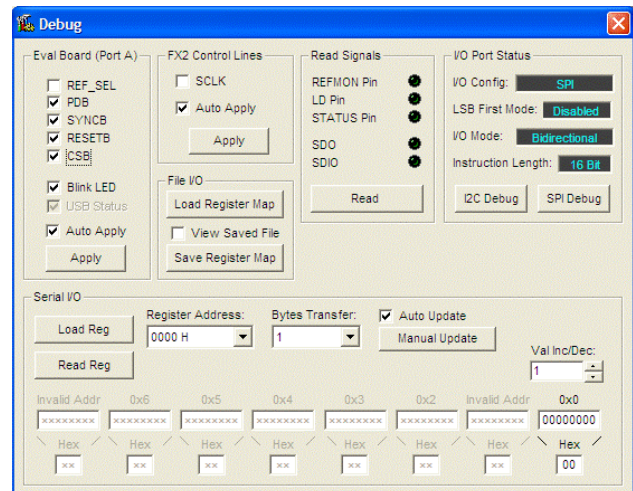 Debug
Eval Board (Port A)
REF_SEL
PDB
SYNCB
RESETB
CSB
Blink LED
USB Status
Auto Apply
Apply
FX2 Control Lines
SCLK
Auto Apply
Apply
File I/O
Load Register Map
View Saved File
Save Register Map
Read Signals
REFMON Pin
LD Pin
STATUS Pin
SDO
SDIO
Read
I/O Port Status
I/O Config: SPI
LSB First Mode: Disabled
I/O Mode: Bidirectional
Instruction Length: 16 Bit
I2C Debug SPI Debug
Serial I/O
Load Reg
Read Reg
Register Address:
0000 H
Bytes Transfer:
1
Auto Update
Manual Update
Val Inc/Dec:
1
Invalid Addr 0x6 0x5 0x4 0x3 0x2 Invalid Addr 0x0
xxxxxxxx xxxxxxxx xxxxxxxx xxxxxxxx xxxxxxxx xxxxxxxx xxxxxxxx 00000000
Hex Hex Hex Hex Hex Hex Hex Hex
xx xx xx xx xx xx xx 00